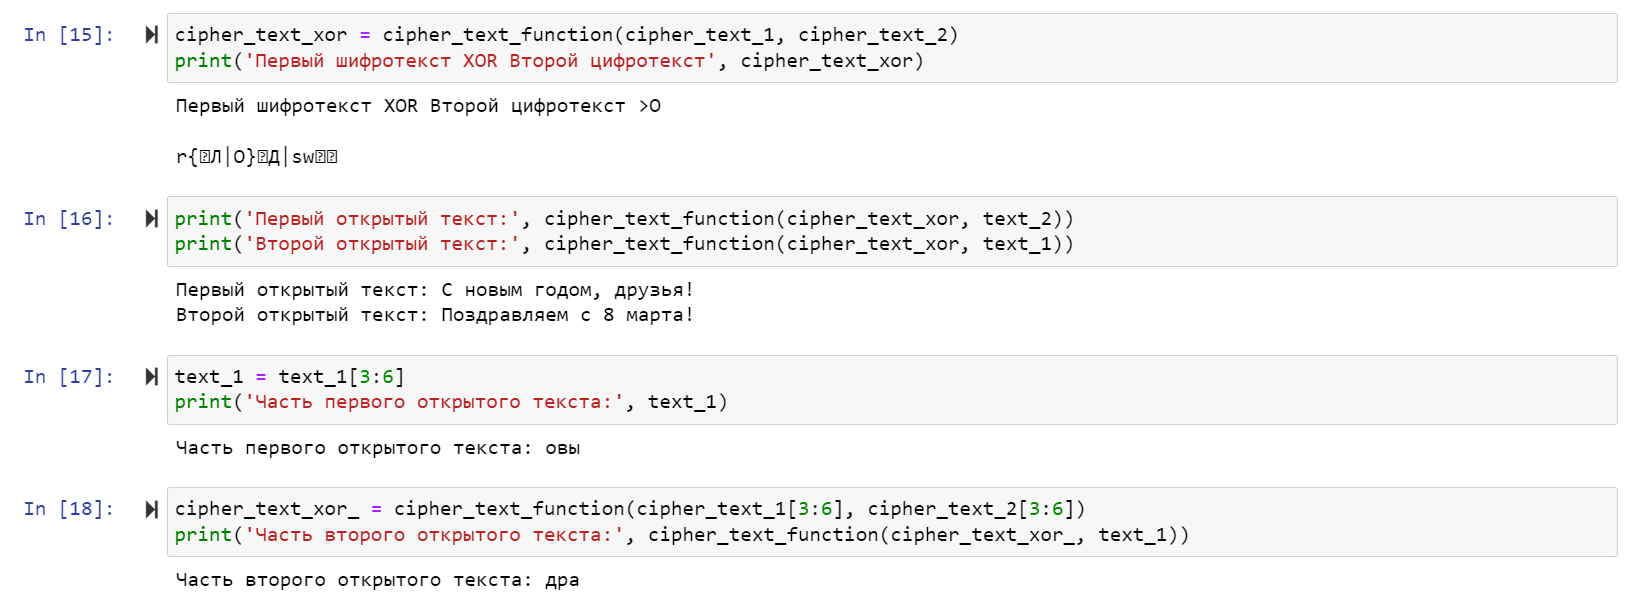 In [15]:
cipher_text_xor = cipher_text_function(cipher_text_1, cipher_text_2)
print('Первый шифротекст XOR Второй цифротекст', cipher_text_xor)
Первый шифротекст XOR Второй цифротекст >О
r{Л|О}Д|sw
In [16]:
print('Первый открытый текст:', cipher_text_function(cipher_text_xor, text_2))
print('Второй открытый текст:', cipher_text_function(cipher_text_xor, text_1))
Первый открытый текст: С новым годом, друзья!
Второй открытый текст: Поздравляем с 8 марта!
In [17]:
text_1 = text_1[3:6]
print('Часть первого открытого текста:', text_1)
Часть первого открытого текста: овы
In [18]:
cipher_text_xor_ = cipher_text_function(cipher_text_1[3:6], cipher_text_2[3:6])
print('Часть второго открытого текста:', cipher_text_function(cipher_text_xor_, text_1))
Часть второго открытого текста: дра